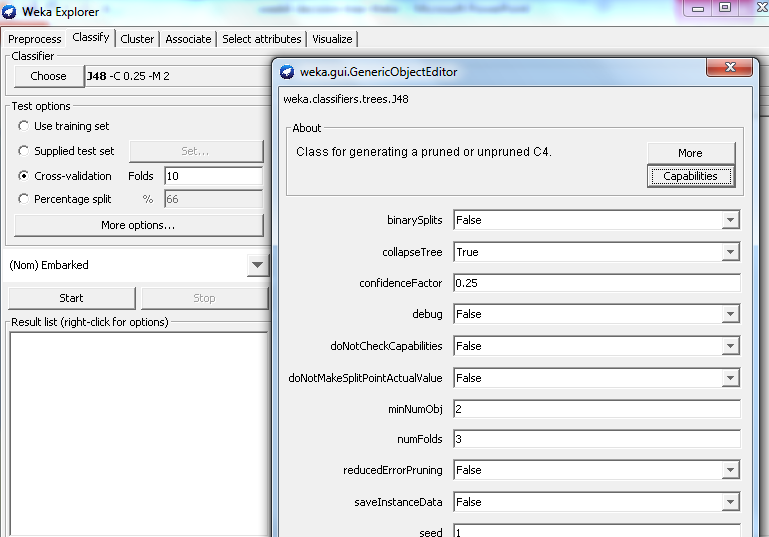 Weka Explorer
Preprocess Classify Cluster Associate Select attributes Visualize
Classifier
Choose J48 -C 0.25 -M 2
Test options
Use training set
Supplied test set Set...
Cross-validation Folds 10
Percentage split % 66
More options...
(Nom) Embarked
Start Stop
Result list (right-click for options)
weka.gui.GenericObjectEditor
weka.classifiers.trees.J48
About
Class for generating a pruned or unpruned C4.
More
Capabilities
binarySplits False
collapseTree True
confidenceFactor 0.25
debug False
doNotCheckCapabilities False
doNotMakeSplitPointActualValue False
minNumObj 2
numFolds 3
reducedErrorPruning False
saveInstanceData False
seed 1